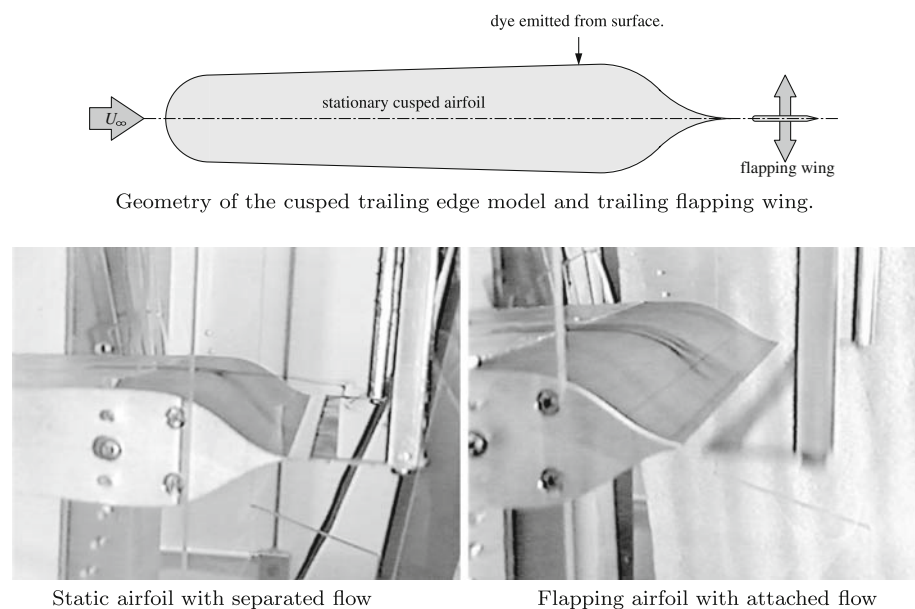 dye emitted from surface.
stationary cusped airfoil
U∞
flapping wing
Geometry of the cusped trailing edge model and trailing flapping wing.
Static airfoil with separated flow
Flapping airfoil with attached flow